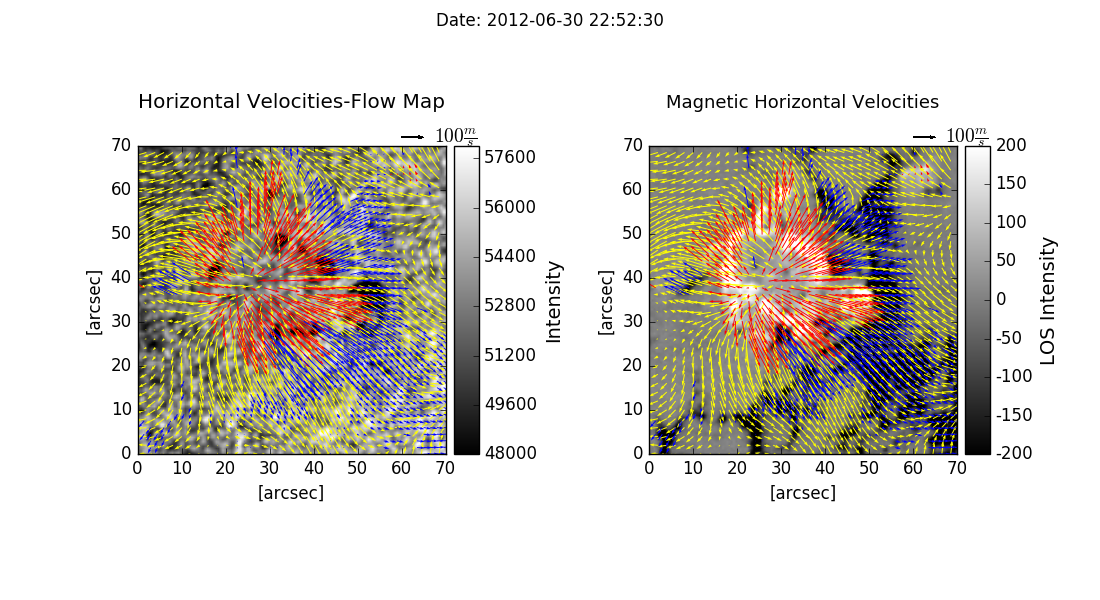 Date: 2012-06-30 22:52:30
Horizontal Velocities-Flow Map
100 m/s
70
60
50
40
30
20
10
0
[arcsec]
0 10 20 30 40 50 60 70
[arcsec]
57600
56000
54400
52800
51200
49600
48000
Intensity
Magnetic Horizontal Velocities
100 m/s
70
60
50
40
30
20
10
0
[arcsec]
0 10 20 30 40 50 60 70
[arcsec]
200
150
100
50
0
-50
-100
-150
-200
LOS Intensity